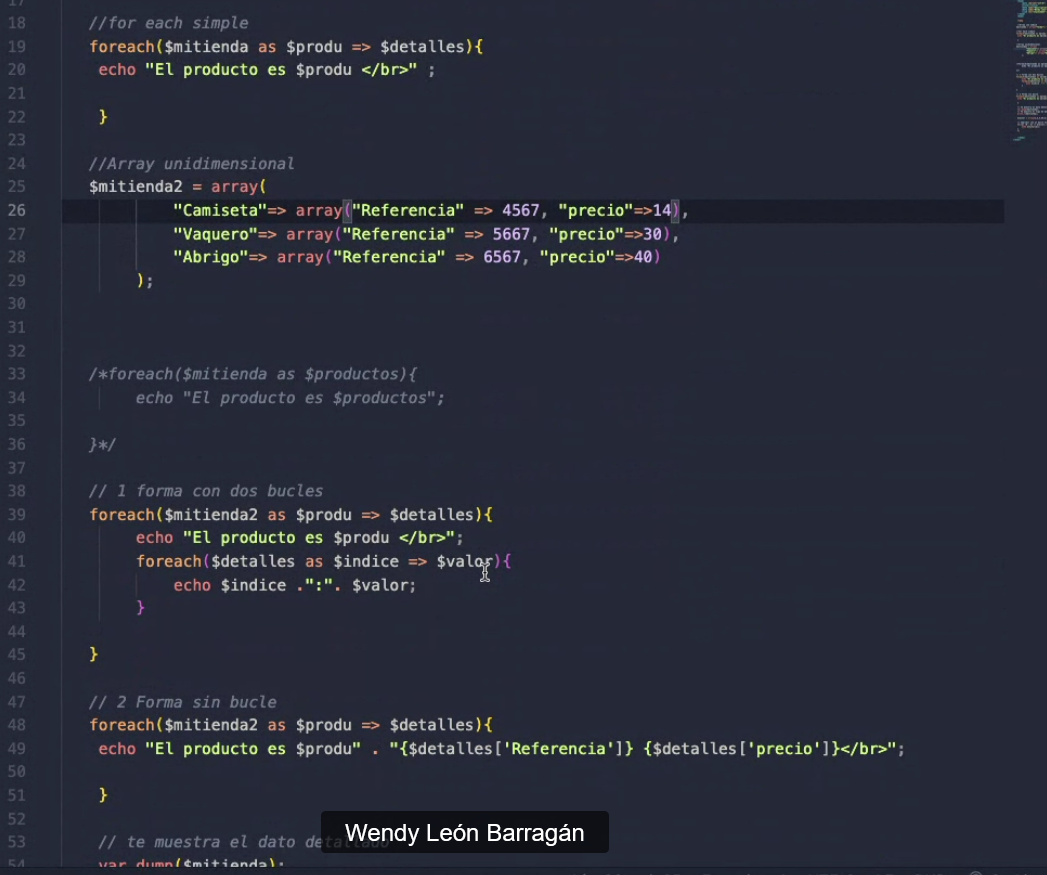 17
18 //for each simple
19 foreach($mitienda as $produ => $detalles){
20 echo "El producto es $produ </br>" ;
21
22 }
23
24 //Array unidimensional
25 $mitienda2 = array(
26 "Camiseta"=> array("Referencia" => 4567, "precio"=>14),
27 "Vaquero"=> array("Referencia" => 5667, "precio"=>30),
28 "Abrigo"=> array("Referencia" => 6567, "precio"=>40)
29 );
30
31
32
33 /*foreach($mitienda as $productos){
34 echo "El producto es $productos";
35
36 }*/
37
38 // 1 forma con dos bucles
39 foreach($mitienda2 as $produ => $detalles){
40 echo "El producto es $produ </br>";
41 foreach($detalles as $indice => $valor){
42 echo $indice .":". $valor;
43 }
44
45 }
46
47 // 2 Forma sin bucle
48 foreach($mitienda2 as $produ => $detalles){
49 echo "El producto es $produ" . "{$detalles['Referencia']} {$detalles['precio']}</br>";
50
51 }
52
53 // te muestra el dato detallado
54 var_dump($mitienda);
Wendy León Barragán